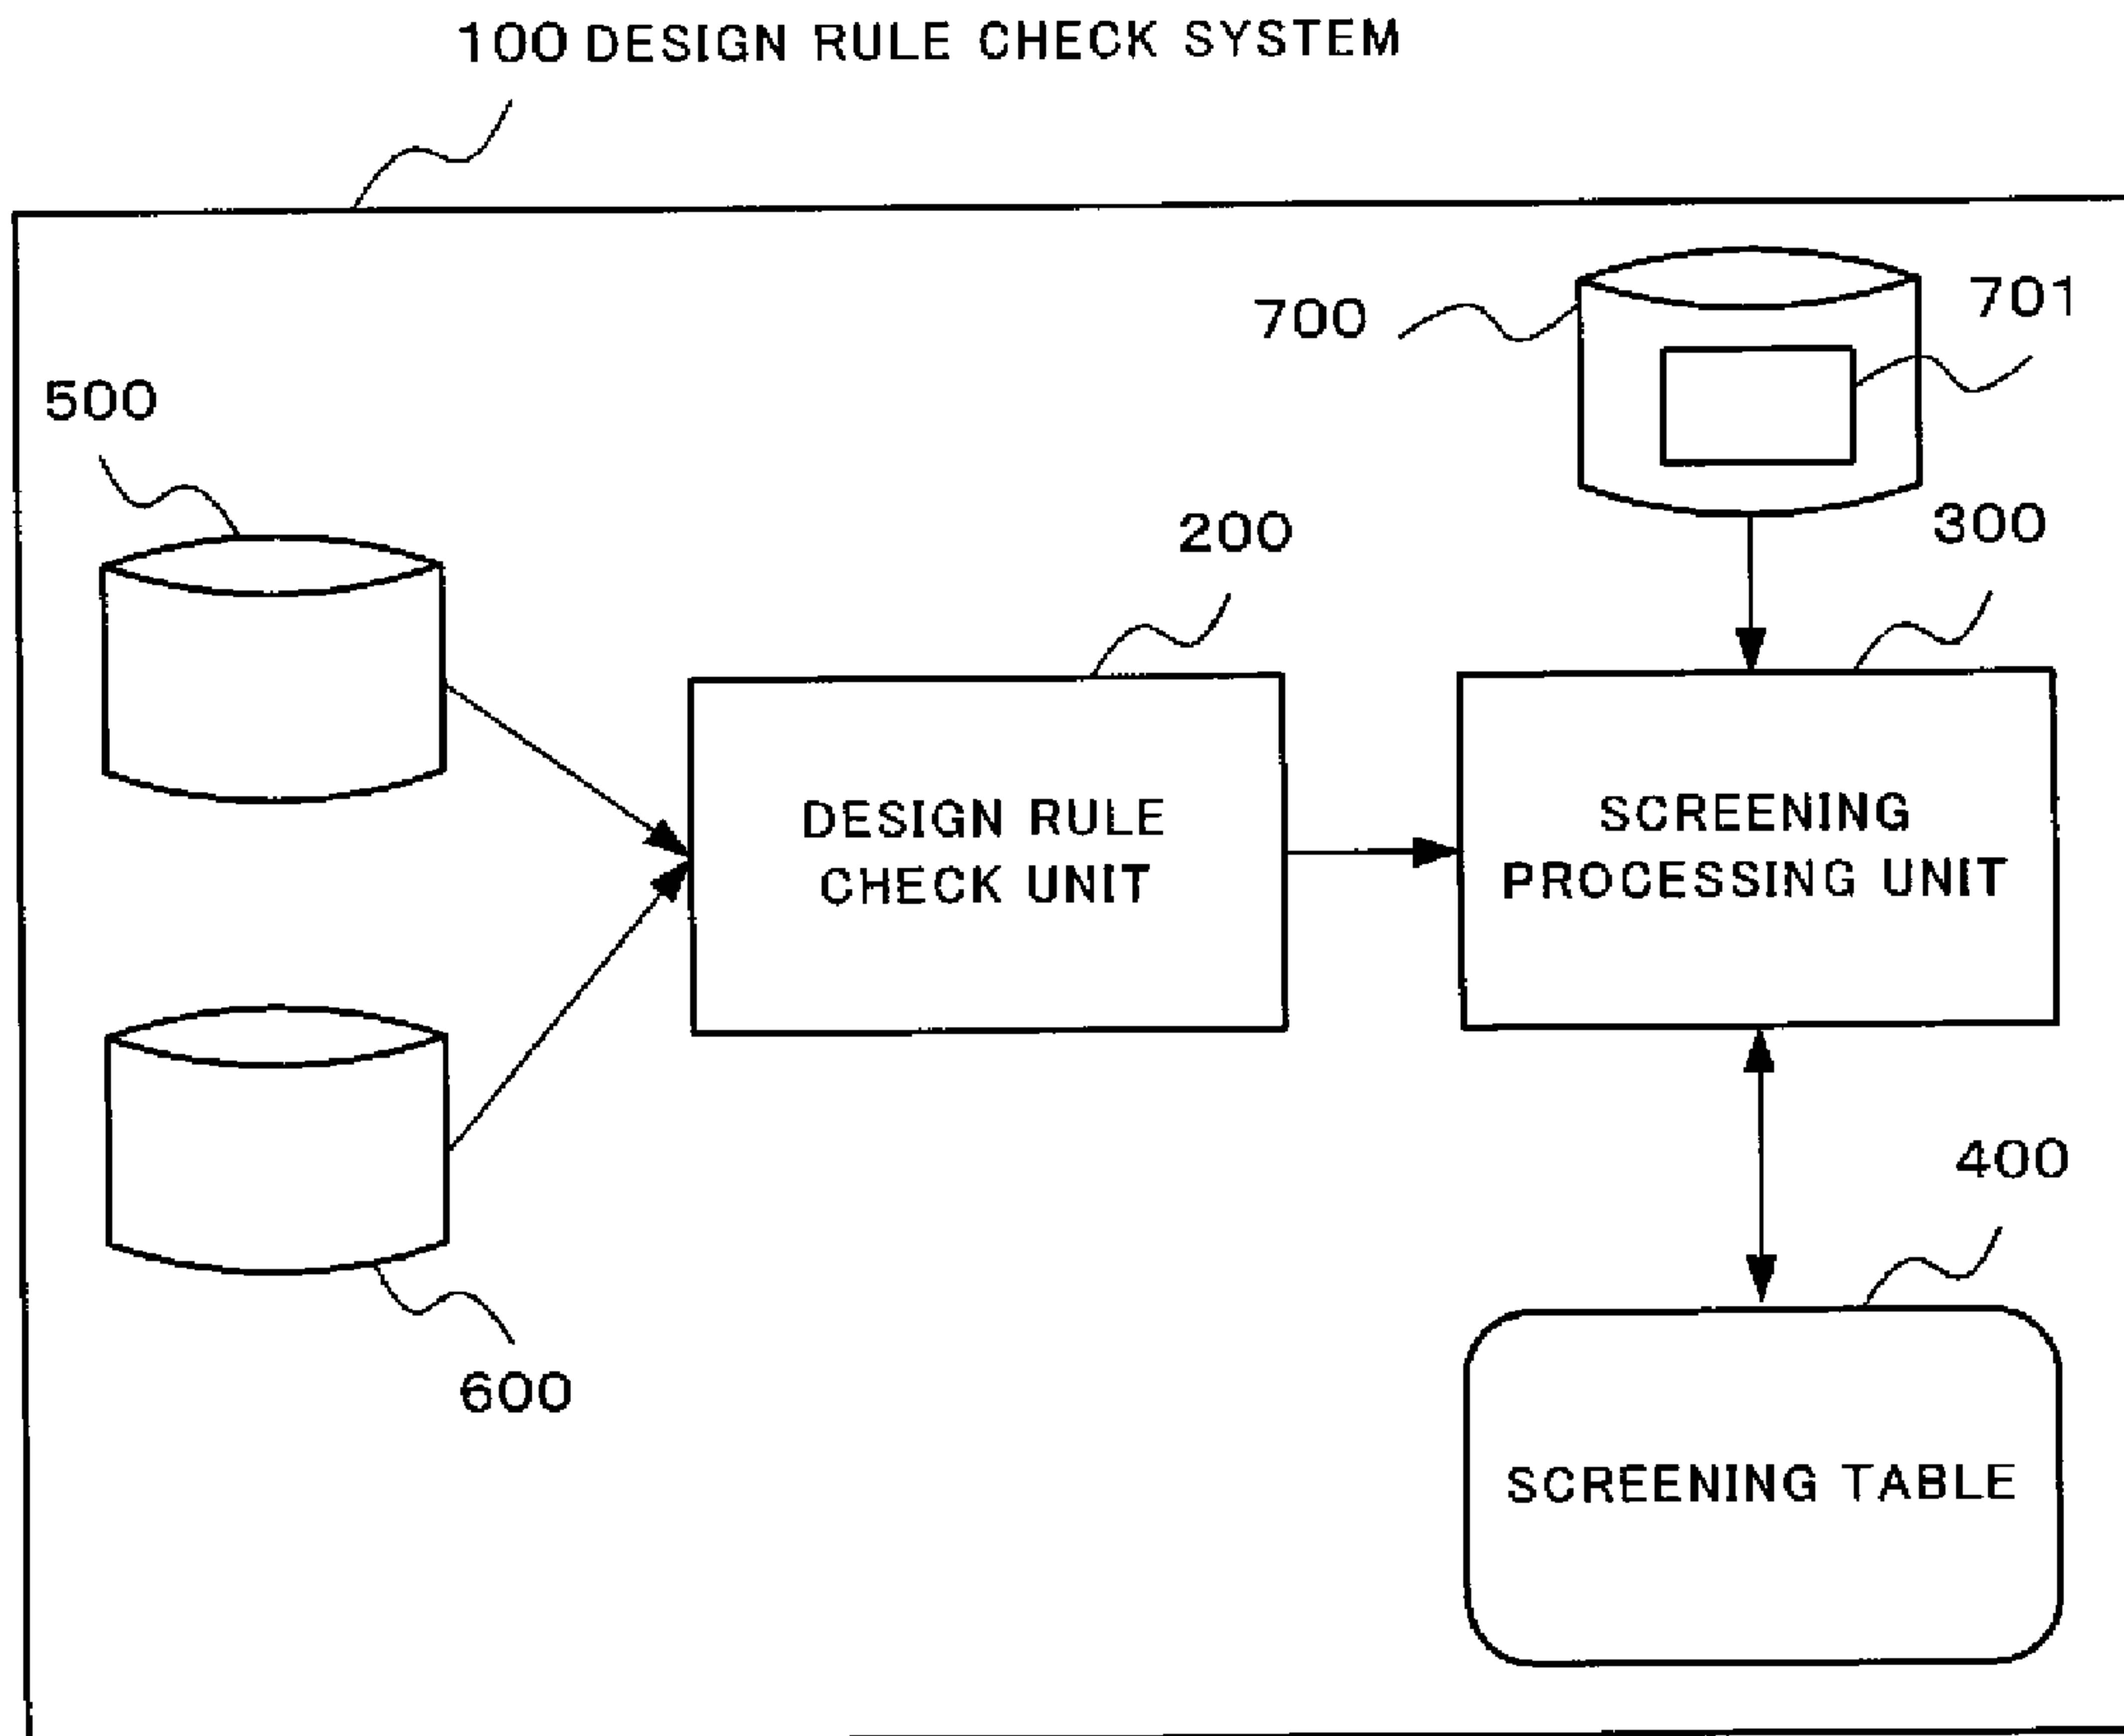 100 DESIGN RULE CHECK SYSTEM
700
701
500
200
300
DESIGN RULE
CHECK UNIT
SCREENING
PROCESSING UNIT
400
600
SCREENING TABLE